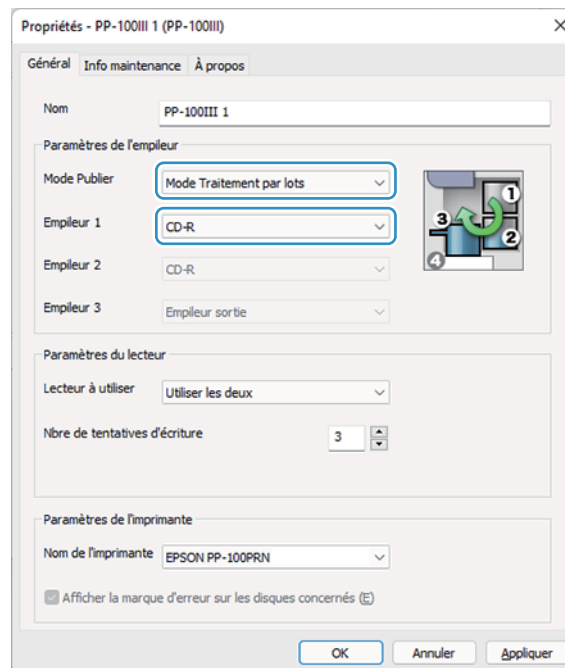 Propriétés - PP-100III 1 (PP-100III)
Général Info maintenance À propos
Nom PP-100III 1
Paramètres de l'empileur
Mode Publier Mode Traitement par lots
Empileur 1 CD-R
Empileur 2 CD-R
Empileur 3 Empileur sortie
1
3
2
4
Paramètres du lecteur
Lecteur à utiliser Utiliser les deux
Nbre de tentatives d'écriture 3
Paramètres de l'imprimante
Nom de l'imprimante EPSON PP-100PRN
Afficher la marque d'erreur sur les disques concernés (E)
OK Annuler Appliquer